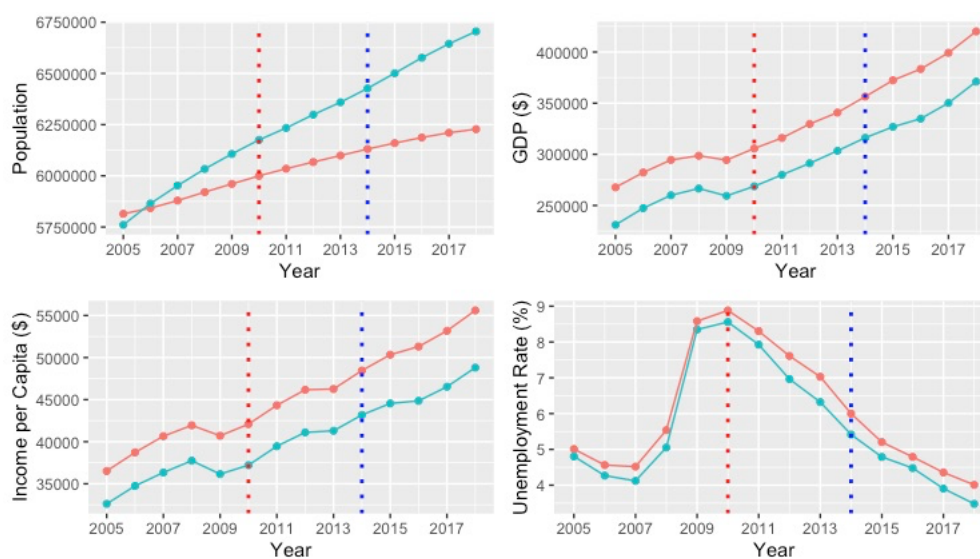 Population
6750000
6500000
6250000
6000000
5750000
2005 2007 2009 2011 2013 2015 2017
Year
GDP ($)
400000
350000
300000
250000
2005 2007 2009 2011 2013 2015 2017
Year
Income per Capita ($)
55000
50000
45000
40000
35000
2005 2007 2009 2011 2013 2015 2017
Year
Unemployment Rate (%)
9
8
7
6
5
4
2005 2007 2009 2011 2013 2015 2017
Year